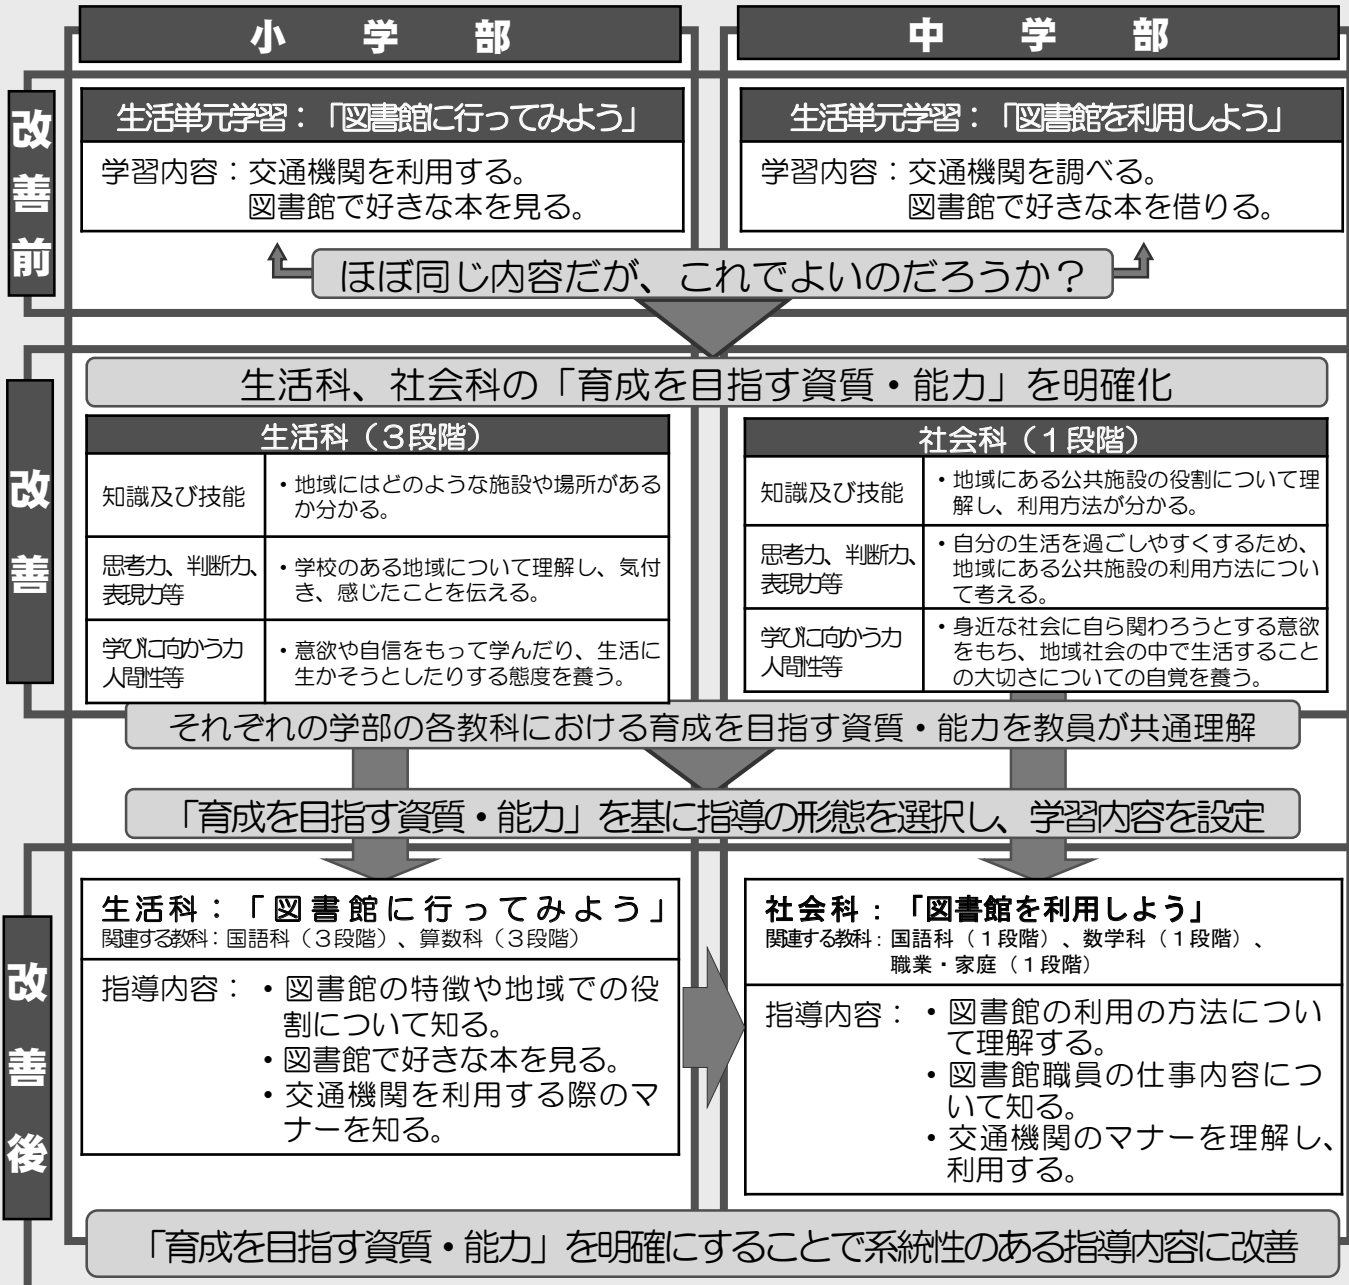 小学部
中学部
改善前
生活単元学習：「図書館に行ってみよう」
学習内容：交通機関を利用する。
図書館で好きな本を見る。
生活単元学習：「図書館を利用しよう」
学習内容：交通機関を調べる。
図書館で好きな本を借りる。
ほぼ同じ内容だが、これでよいのだろうか？
改善
生活科、社会科の「育成を目指す資質・能力」を明確化
生活科（３段階）
知識及び技能
・地域にはどのような施設や場所がある
か分かる。
思考力、判断力、
表現力等
・学校のある地域について理解し、気付
き、感じたことを伝える。
学びに向かう力
人間性等
・意欲や自信をもって学んだり、生活に
生かそうとしたりする態度を養う。
社会科（１段階）
知識及び技能
・地域にある公共施設の役割について理
解し、利用方法が分かる。
思考力、判断力、
表現力等
・自分の生活を過ごしやすくするため、
地域にある公共施設の利用方法につい
て考える。
学びに向かう力
人間性等
・身近な社会に自ら関わろうとする意欲
をもち、地域社会の中で生活すること
の大切さについての自覚を養う。
それぞれの学部の各教科における育成を目指す資質・能力を教員が共通理解
「育成を目指す資質・能力」を基に指導の形態を選択し、学習内容を設定
改善後
生活科：「図書館に行ってみよう」
関連する教科：国語科（３段階）、算数科（３段階）
指導内容：・図書館の特徴や地域での役
割について知る。
・図書館で好きな本を見る。
・交通機関を利用する際のマ
ナーを知る。
社会科：「図書館を利用しよう」
関連する教科：国語科（１段階）、数学科（１段階）、
職業・家庭（１段階）
指導内容：・図書館の利用の方法につい
て理解する。
・図書館職員の仕事内容につ
いて知る。
・交通機関のマナーを理解し、
利用する。
「育成を目指す資質・能力」を明確にすることで系統性のある指導内容に改善